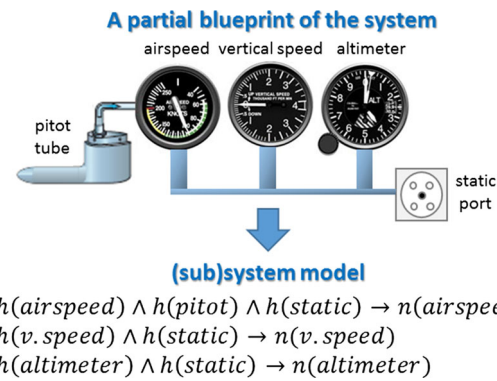 A partial blueprint of the system
airspeed vertical speed altimeter
pitot
tube
static
port
(sub)system model
h(airspeed) ∧ h(pitot) ∧ h(static) → n(airspee
h(v.speed) ∧ h(static) → n(v.speed)
h(altimeter) ∧ h(static) → n(altimeter)